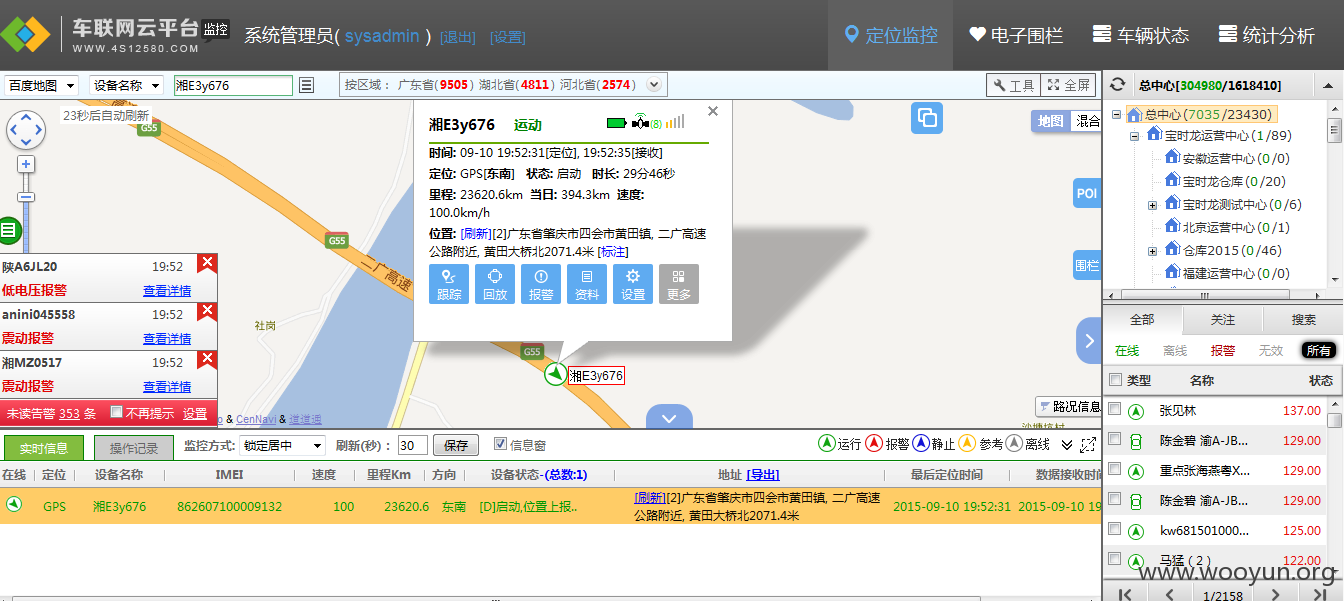 车联网云平台 监控
WWW.4S12580.COM
系统管理员( sysadmin ) [退出] [设置]
定位监控 电子围栏 车辆状态 统计分析
百度地图 设备名称 湘E3y676
按区域： 广东省(9505) 湖北省(4811) 河北省(2574)
工具 全屏
23秒后自动刷新
G55
G55
G55
二广高速
社岗
地图 混合
POI
围栏
路况信息
湘E3y676 运动 (8)
时间: 09-10 19:52:31[定位], 19:52:35[接收]
定位: GPS[东南] 状态: 启动 时长: 29分46秒
里程: 23620.6km 当日: 394.3km 速度:
100.0km/h
位置: [刷新][2]广东省肇庆市四会市黄田镇, 二广高速
公路附近, 黄田大桥北2071.4米 [标注]
跟踪 回放 报警 资料 设置 更多
湘E3y676
陕A6JL20 19:52
低电压报警 查看详情
anini045558 19:52
震动报警 查看详情
湘MZ0517 19:52
震动报警 查看详情
未读告警 353 条 不再提示 设置
& CenNavi & 道道通
实时信息 操作记录 监控方式: 锁定居中 刷新(秒)： 30 保存 信息窗
运行 报警 静止 参考 离线
在线 定位 设备名称 IMEI 速度 里程Km 方向 设备状态-(总数:1) 地址 [导出] 最后定位时间 数据接收时间
GPS 湘E3y676 862607100009132 100 23620.6 东南 [D]启动,位置上报.. [刷新][2]广东省肇庆市四会市黄田镇, 二广高速
公路附近, 黄田大桥北2071.4米 2015-09-10 19:52:31 2015-09-10 19
总中心[304980/1618410]
总中心(7035/23430)
宝时龙运营中心(1/89)
安徽运营中心(0/0)
宝时龙仓库(0/20)
宝时龙测试中心(0/6)
北京运营中心(0/1)
仓库2015(0/46)
福建运营中心(0/0)
全部 关注 搜索
在线 离线 报警 无效 所有
类型 名称 状态
张见林 137.00
陈金碧 渝A-JB... 129.00
重点张海燕粤X... 129.00
陈金碧 渝A-JB... 129.00
kw681501000... 125.00
马猛（2） 122.00
www.wooyun.org
1/2158